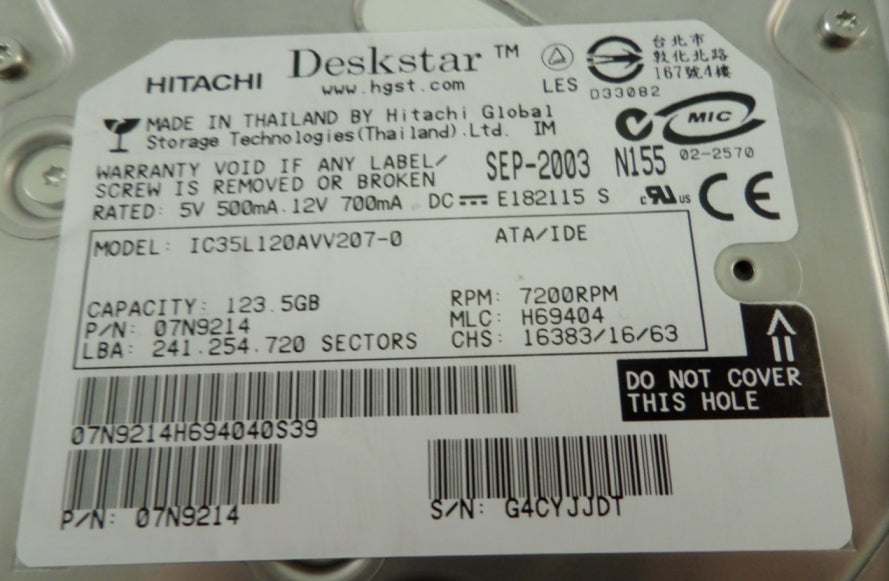 HITACHI Deskstar™ LES
www.hgst.com
台北市
敦化北路
167號4樓
D33082
MADE IN THAILAND BY Hitachi Global
Storage Technologies(Thailand).Ltd. IM
MIC
WARRANTY VOID IF ANY LABEL/
SCREW IS REMOVED OR BROKEN
SEP-2003 N155 02-2570
RATED: 5V 500mA.12V 700mA. DC E182115 S
c RU US CE
MODEL: IC35L120AVV207-0 ATA/IDE
CAPACITY: 123.5GB
P/N: 07N9214
LBA: 241.254.720 SECTORS
RPM: 7200RPM
MLC: H69404
CHS: 16383/16/63
DO NOT COVER
THIS HOLE
07N9214H694040S39
P/N: 07N9214
S/N: G4CYJJDT